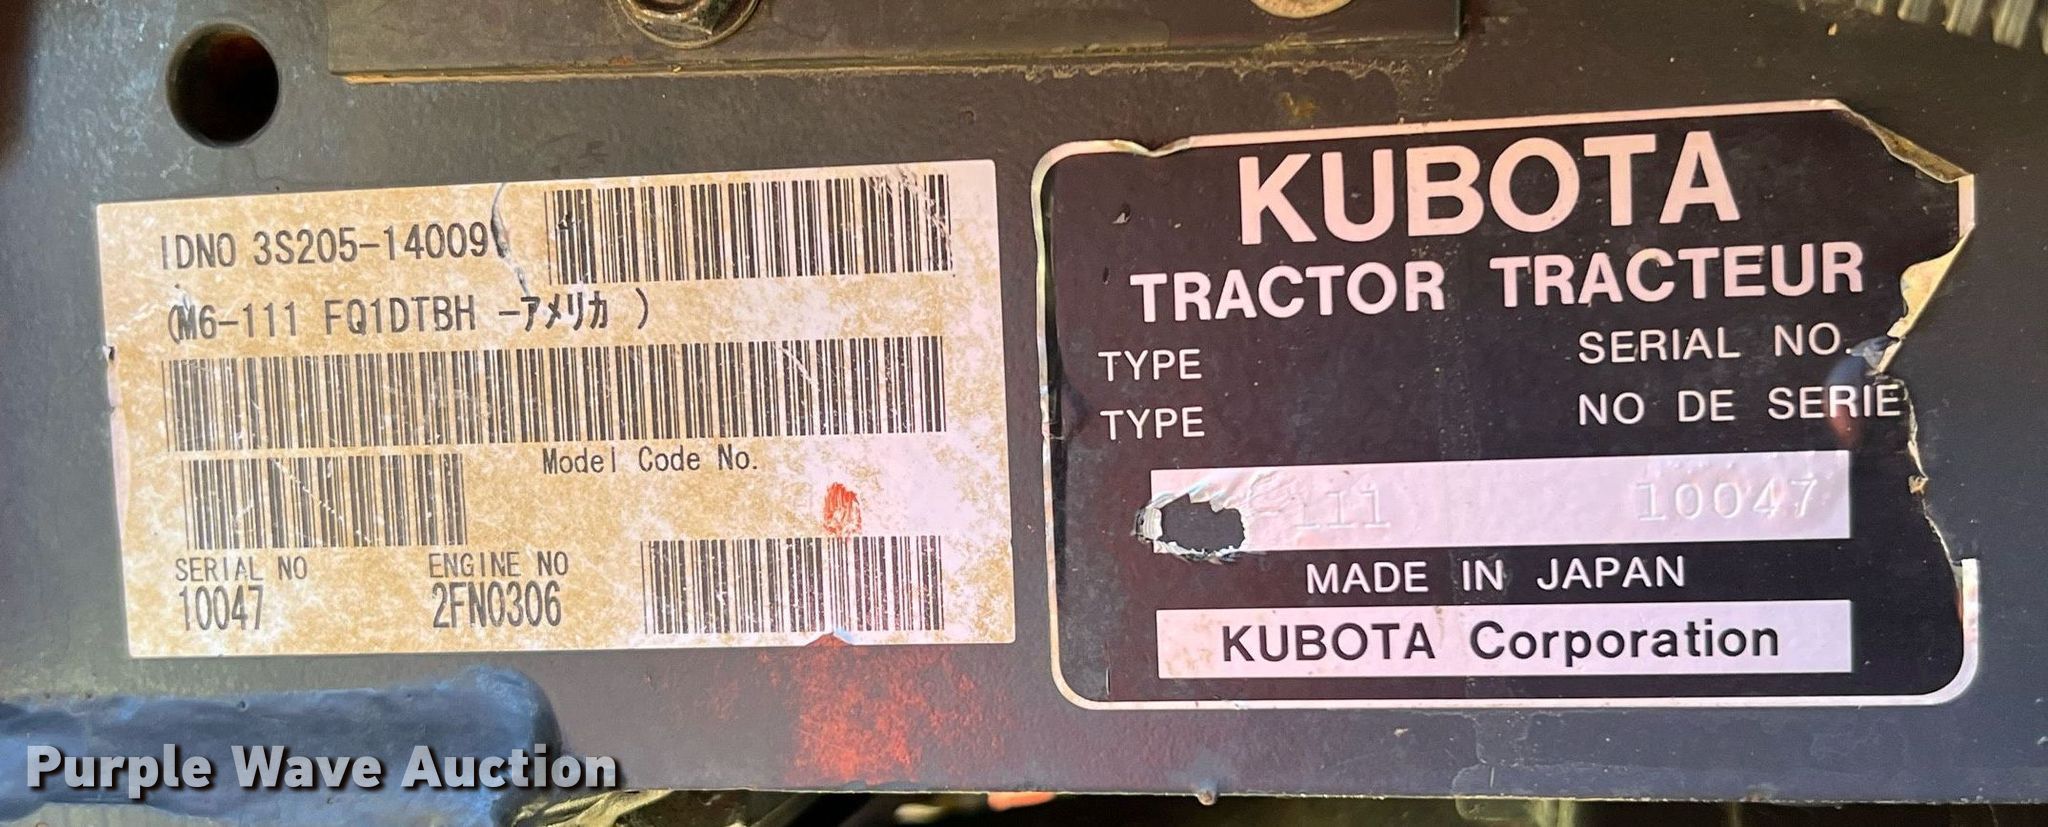 IDNO 3S205-14009
(M6-111 FQ1DTBH -アメリカ )
Model Code No.
SERIAL NO ENGINE NO
10047 2FN0306
KUBOTA
TRACTOR TRACTEUR
TYPE SERIAL NO.
TYPE NO DE SERIE
-111 10047
MADE IN JAPAN
KUBOTA Corporation
Purple Wave Auction